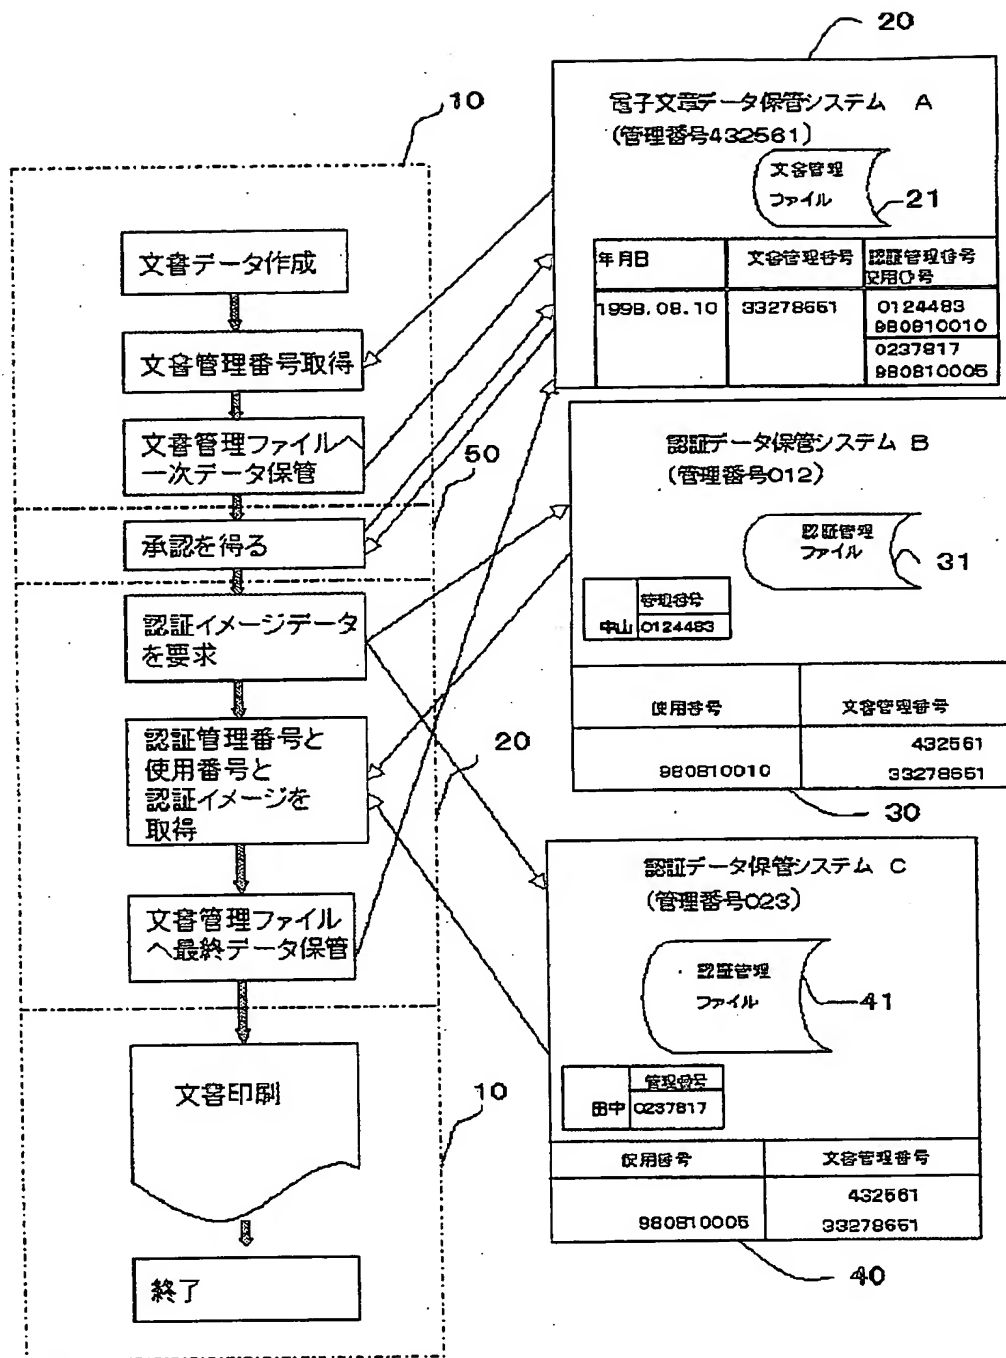 10
文書データ作成
文書管理番号取得
文書管理ファイルへ
一次データ保管
50
承認を得る
認証イメージデータ
を要求
認証管理番号と
使用番号と
認証イメージを
取得
20
文書管理ファイル
へ最終データ保管
文書印刷
10
終了
20
電子文章データ保管システム A
(管理番号432561)
文書管理
ファイル
21
年月日 文書管理番号 認証管理番号
使用番号
1998.08.10 33278651 0124483
980810010
0237817
980810005
認証データ保管システム B
(管理番号012)
認証管理
ファイル
31
管理番号
中山 0124483
使用番号 文書管理番号
432561
980810010 33278651
30
認証データ保管システム C
(管理番号023)
認証管理
ファイル
41
管理番号
田中 0237817
使用番号 文書管理番号
432561
980810005 33278651
40